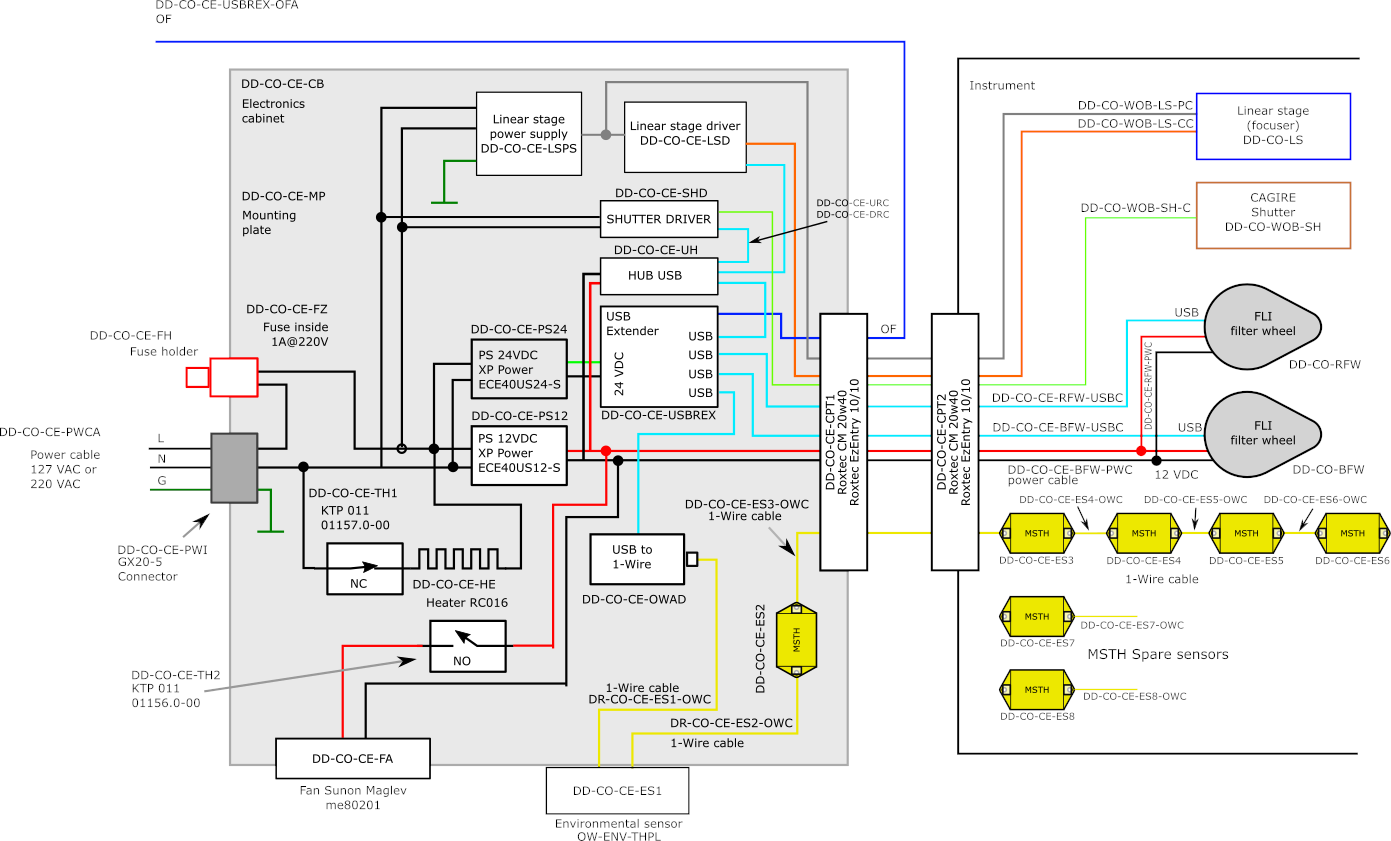 DD-CO-CE-USBREX-OFA
OF
DD-CO-CE-CB
Electronics
cabinet
Linear stage
power supply
DD-CO-CE-LSPS
Linear stage driver
DD-CO-CE-LSD
Instrument
DD-CO-WOB-LS-PC
DD-CO-WOB-LS-CC
Linear stage
(focuser)
DD-CO-LS
DD-CO-CE-MP
Mounting
plate
DD-CO-CE-SHD
SHUTTER DRIVER
DD-CO-CE-URC
DD-CO-CE-DRC
DD-CO-WOB-SH-C
CAGIRE
Shutter
DD-CO-WOB-SH
DD-CO-CE-UH
HUB USB
DD-CO-CE-FZ
Fuse inside
1A@220V
DD-CO-CE-FH
Fuse holder
DD-CO-CE-PS24
PS 24VDC
XP Power
ECE40US24-S
USB
Extender
24 VDC
USB
USB
USB
USB
DD-CO-CE-USBREX
OF
DD-CO-CE-CPT1
Roxtec CM 20w40
Roxtec EzEntry 10/10
DD-CO-CE-CPT2
Roxtec CM 20w40
Roxtec EzEntry 10/10
USB
FLI
filter wheel
DD-CO-RFW
DD-CO-CE-RFW-PWC
DD-CO-CE-RFW-USBC
DD-CO-CE-BFW-USBC
USB
FLI
filter wheel
DD-CO-BFW
DD-CO-CE-BFW-PWC
power cable
12 VDC
DD-CO-CE-PS12
PS 12VDC
XP Power
ECE40US12-S
DD-CO-CE-PWCA
Power cable
127 VAC or
220 VAC
L
N
G
DD-CO-CE-PWI
GX20-5
Connector
DD-CO-CE-TH1
KTP 011
01157.0-00
NC
DD-CO-CE-HE
Heater RC016
USB to
1-Wire
DD-CO-CE-OWAD
DD-CO-CE-ES3-OWC
1-Wire cable
DD-CO-CE-ES4-OWC
DD-CO-CE-ES5-OWC
DD-CO-CE-ES6-OWC
MSTH
MSTH
MSTH
MSTH
DD-CO-CE-ES3
DD-CO-CE-ES4
DD-CO-CE-ES5
DD-CO-CE-ES6
1-Wire cable
DD-CO-CE-ES2
MSTH
MSTH
DD-CO-CE-ES7-OWC
DD-CO-CE-ES7
MSTH Spare sensors
MSTH
DD-CO-CE-ES8-OWC
DD-CO-CE-ES8
NO
DD-CO-CE-TH2
KTP 011
01156.0-00
1-Wire cable
DR-CO-CE-ES1-OWC
DR-CO-CE-ES2-OWC
1-Wire cable
DD-CO-CE-FA
Fan Sunon Maglev
me80201
DD-CO-CE-ES1
Environmental sensor
OW-ENV-THPL